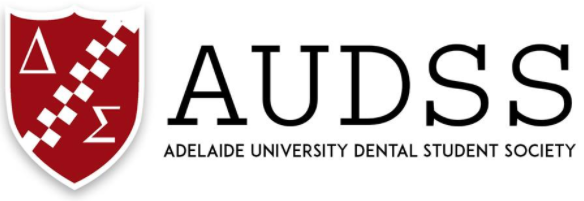 Δ
Σ
AUDSS
ADELAIDE UNIVERSITY DENTAL STUDENT SOCIETY